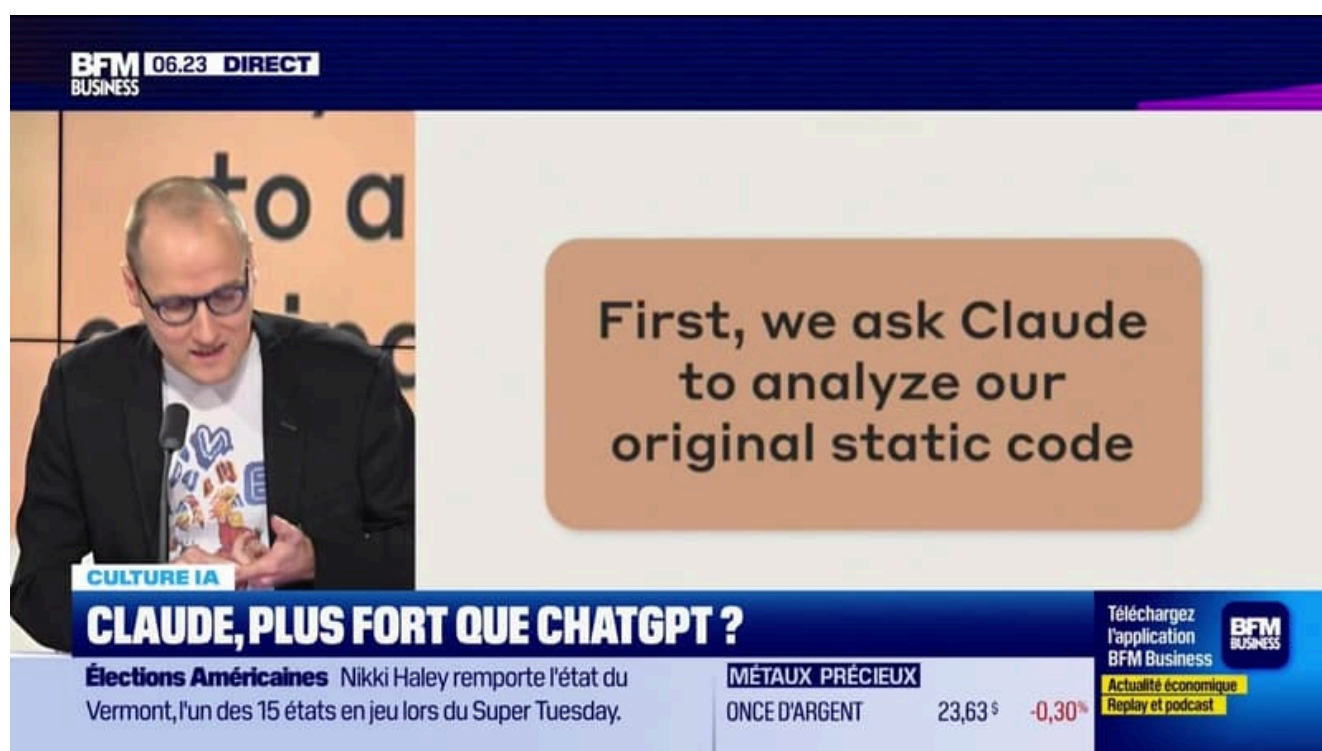 BFM
BUSINESS
06.23 DIRECT
to a
First, we ask Claude
to analyze our
original static code
CULTURE IA
CLAUDE, PLUS FORT QUE CHATGPT ?
Élections Américaines Nikki Haley remporte l'état du
Vermont, l'un des 15 états en jeu lors du Super Tuesday.
MÉTAUX PRÉCIEUX
ONCE D'ARGENT 23,63$ -0,30%
Téléchargez
l'application
BFM Business
BFM
BUSINESS
Actualité économique
Replay et podcast